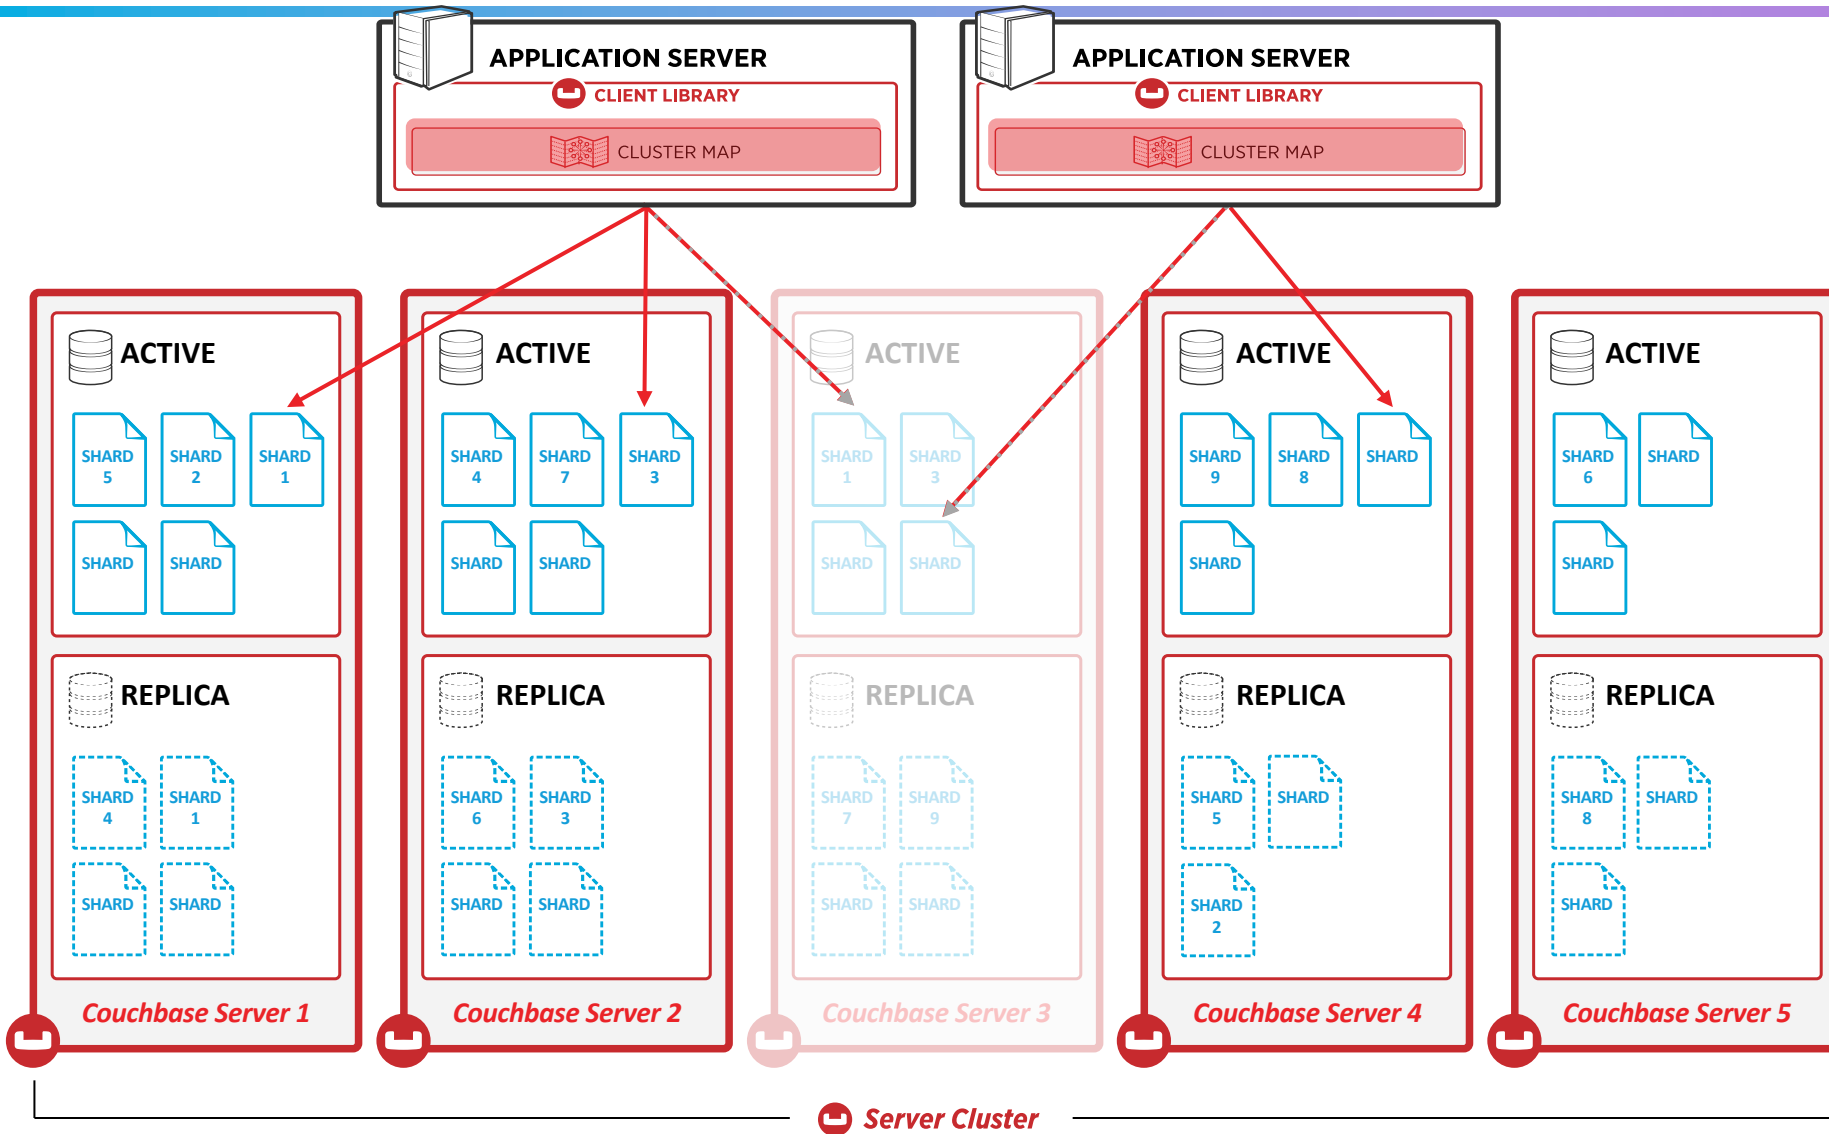 APPLICATION SERVER
CLIENT LIBRARY
CLUSTER MAP
APPLICATION SERVER
CLIENT LIBRARY
CLUSTER MAP
ACTIVE
SHARD
5
SHARD
2
SHARD
1
SHARD
SHARD
REPLICA
SHARD
4
SHARD
1
SHARD
SHARD
Couchbase Server 1
ACTIVE
SHARD
4
SHARD
7
SHARD
3
SHARD
SHARD
REPLICA
SHARD
6
SHARD
3
SHARD
SHARD
Couchbase Server 2
ACTIVE
SHARD
1
SHARD
3
SHARD
SHARD
REPLICA
SHARD
7
SHARD
9
SHARD
SHARD
Couchbase Server 3
ACTIVE
SHARD
9
SHARD
8
SHARD
SHARD
REPLICA
SHARD
5
SHARD
SHARD
2
Couchbase Server 4
ACTIVE
SHARD
6
SHARD
SHARD
REPLICA
SHARD
8
SHARD
SHARD
Couchbase Server 5
Server Cluster